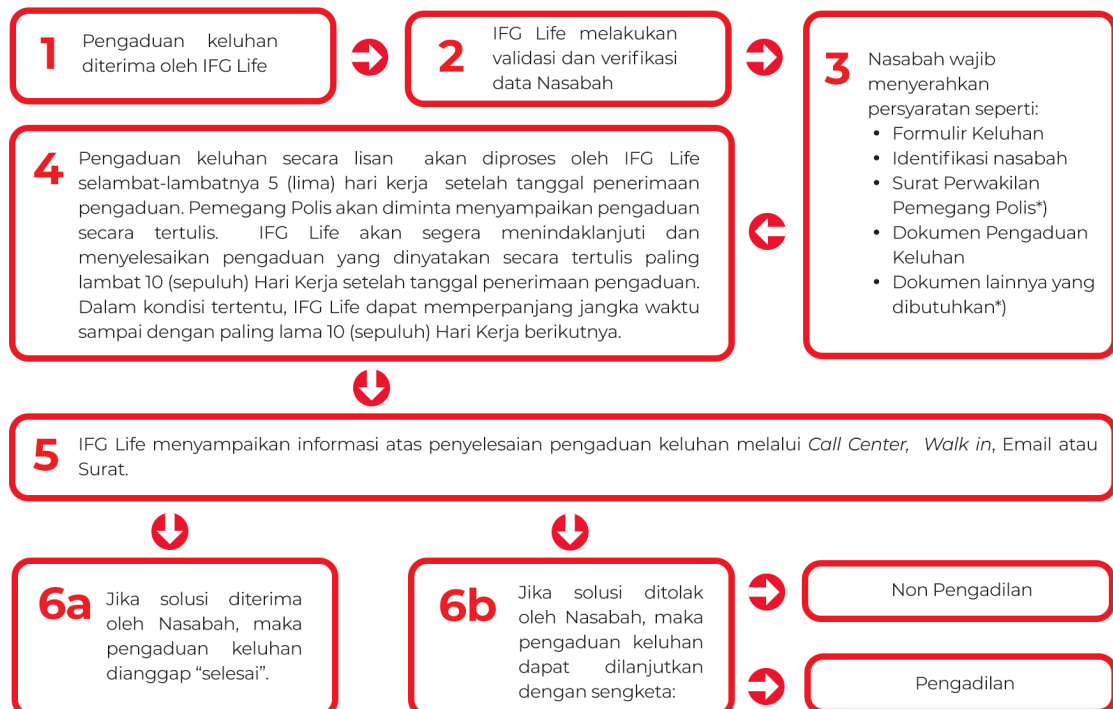 1
Pengaduan keluhan
diterima oleh IFG Life
2
IFG Life melakukan
validasi dan verifikasi
data Nasabah
3
Nasabah wajib
menyerahkan
persyaratan seperti:
• Formulir Keluhan
• Identifikasi nasabah
• Surat Perwakilan
Pemegang Polis*)
• Dokumen Pengaduan
Keluhan
• Dokumen lainnya yang
dibutuhkan*)
4
Pengaduan keluhan secara lisan akan diproses oleh IFG Life
selambat-lambatnya 5 (lima) hari kerja setelah tanggal penerimaan
pengaduan. Pemegang Polis akan diminta menyampaikan pengaduan
secara tertulis. IFG Life akan segera menindaklanjuti dan
menyelesaikan pengaduan yang dinyatakan secara tertulis paling
lambat 10 (sepuluh) Hari Kerja setelah tanggal penerimaan pengaduan.
Dalam kondisi tertentu, IFG Life dapat memperpanjang jangka waktu
sampai dengan paling lama 10 (sepuluh) Hari Kerja berikutnya.
5
IFG Life menyampaikan informasi atas penyelesaian pengaduan keluhan melalui Call Center, Walk in, Email atau
Surat.
6a
Jika solusi diterima
oleh Nasabah, maka
pengaduan keluhan
dianggap “selesai”.
6b
Jika solusi ditolak
oleh Nasabah, maka
pengaduan keluhan
dapat dilanjutkan
dengan sengketa:
Non Pengadilan
Pengadilan